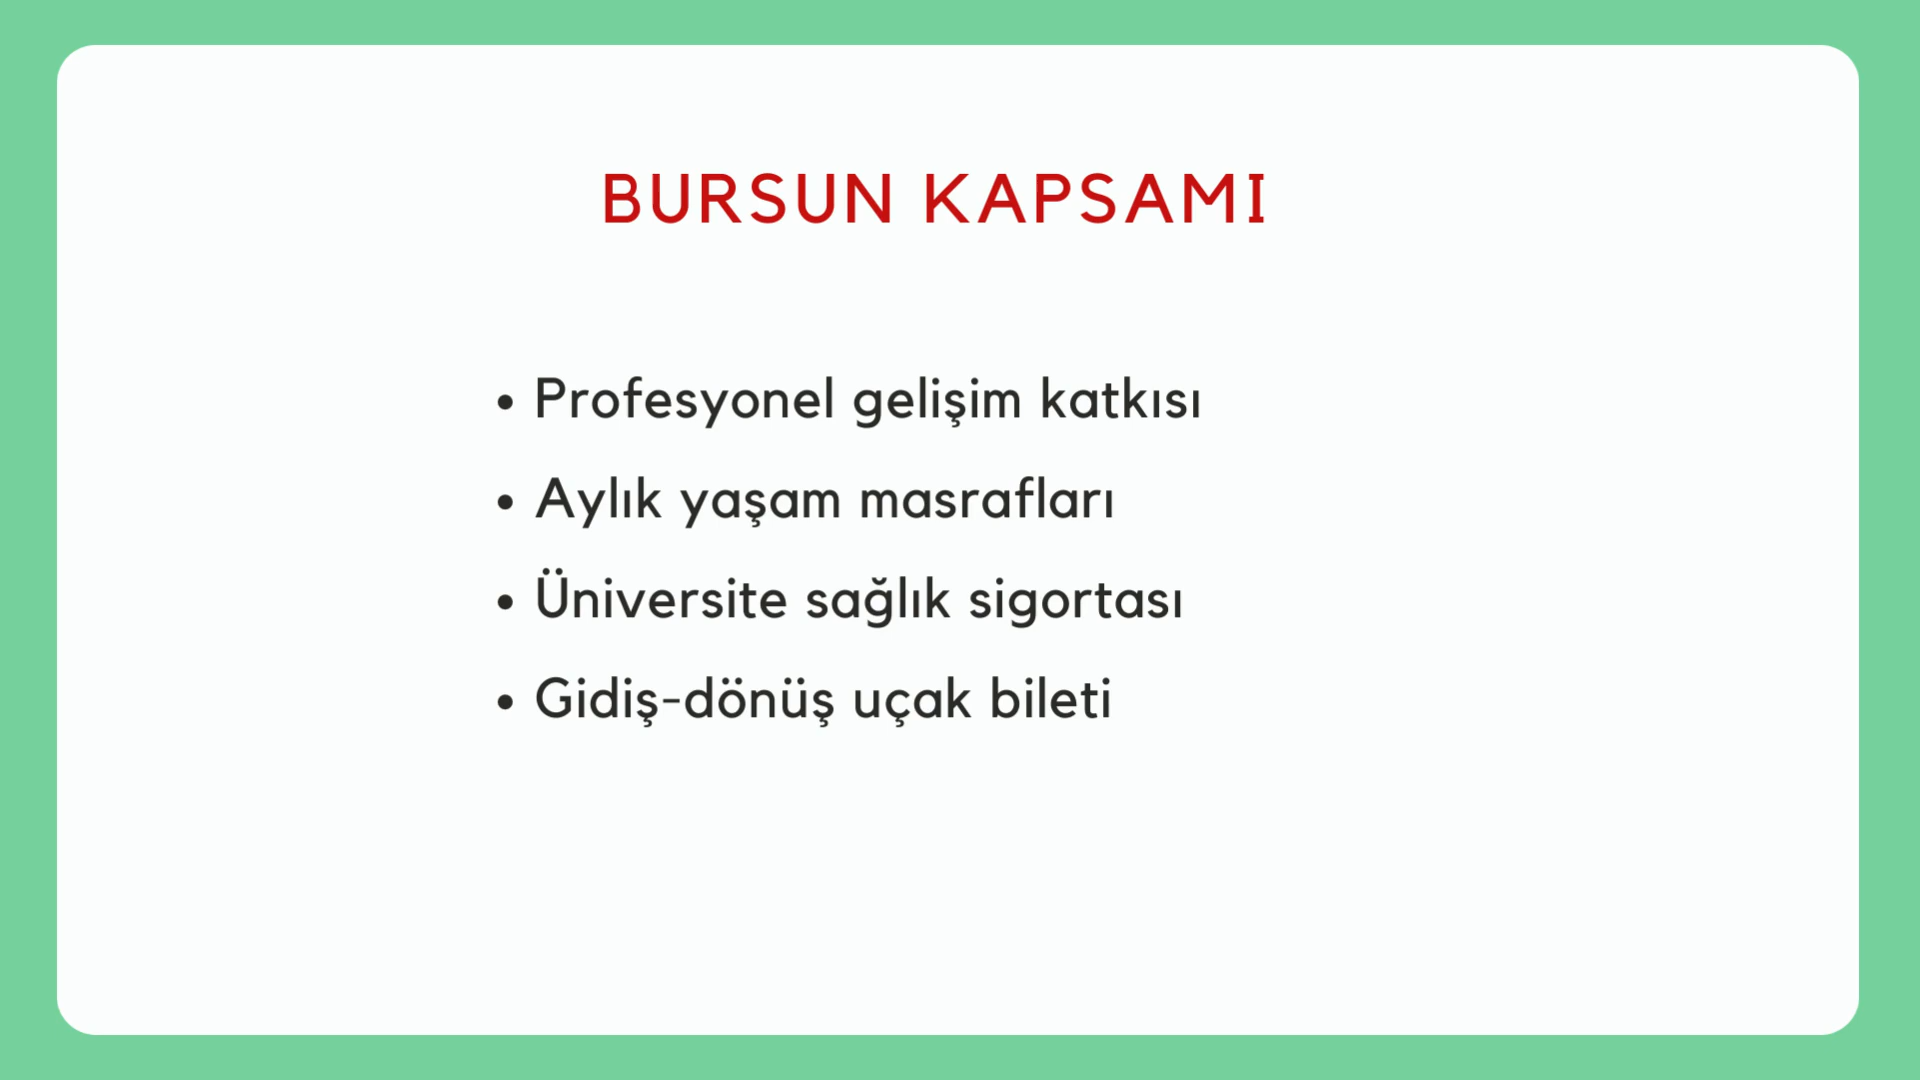 BURSUN KAPSAMI
• Profesyonel gelişim katkısı
• Aylık yaşam masrafları
• Üniversite sağlık sigortası
• Gidiş-dönüş uçak bileti